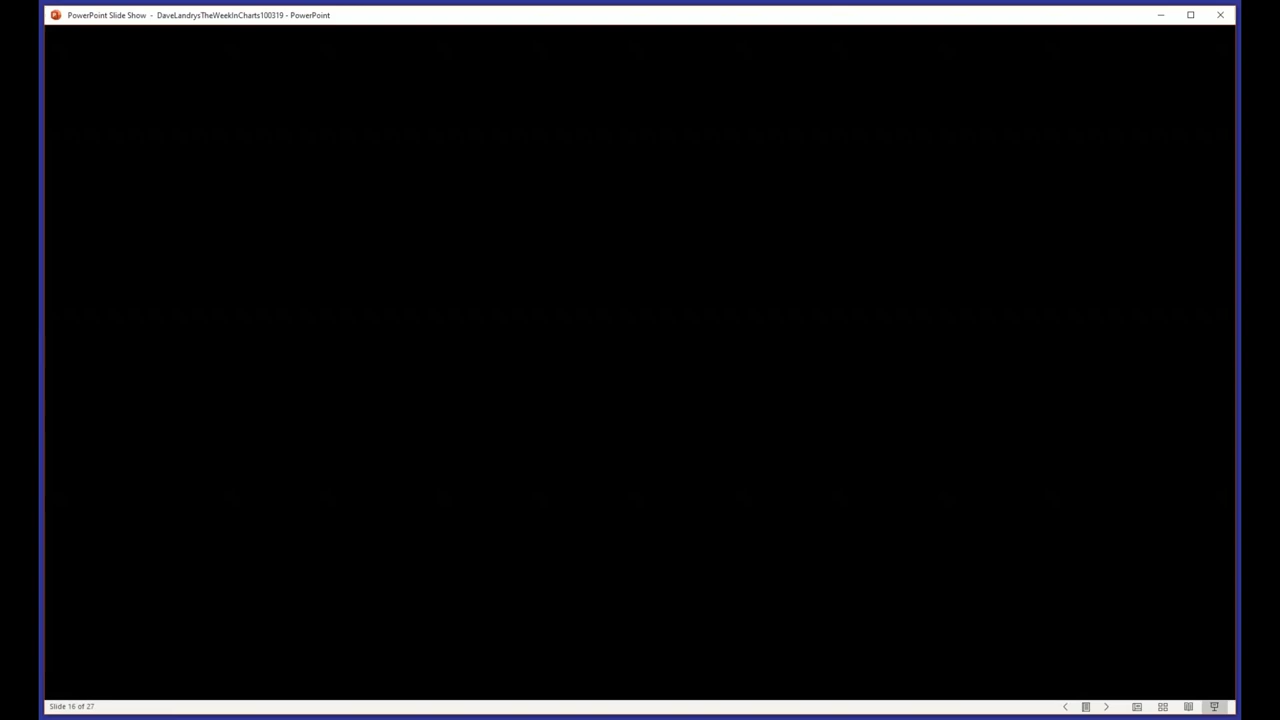 PowerPoint Slide Show - DaveLandrysTheWeekInCharts100319 - PowerPoint
Slide 16 of 27